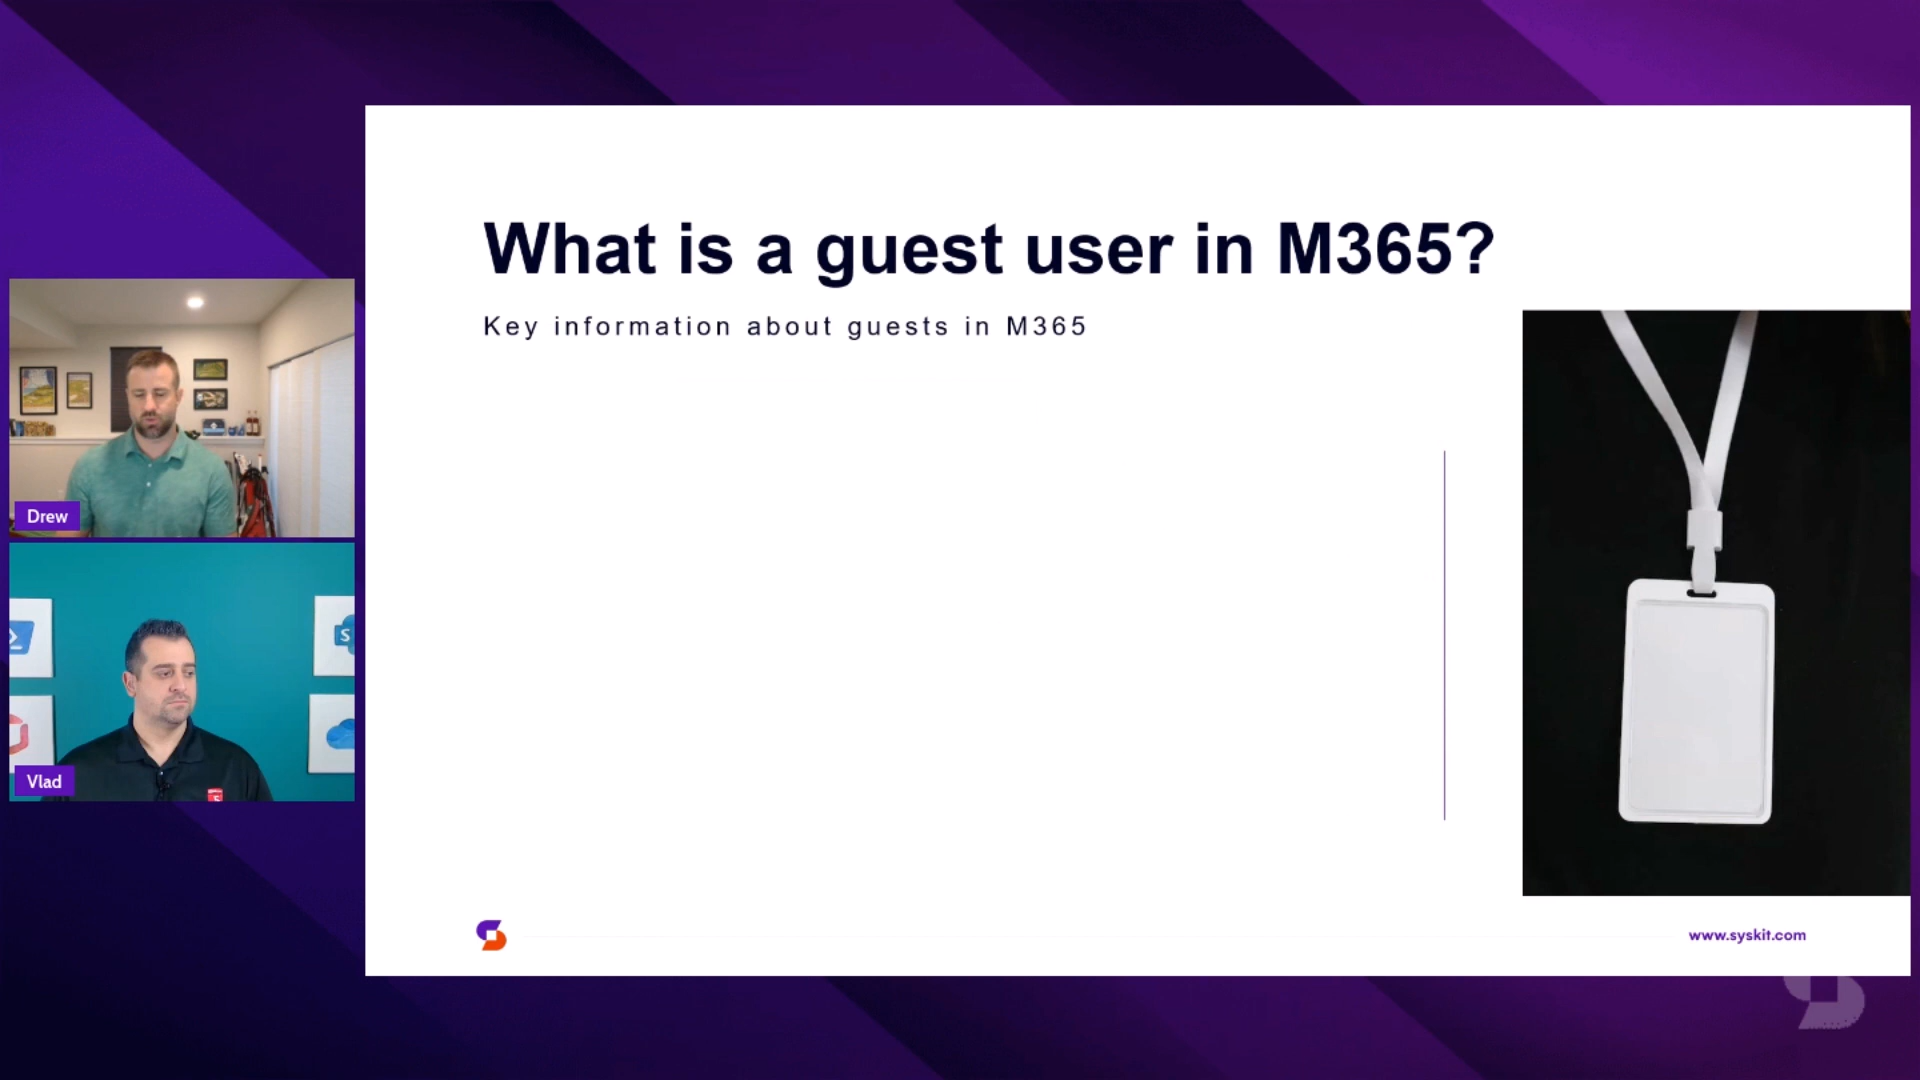 What is a guest user in M365?
Key information about guests in M365
Drew
S
Vlad
www.syskit.com